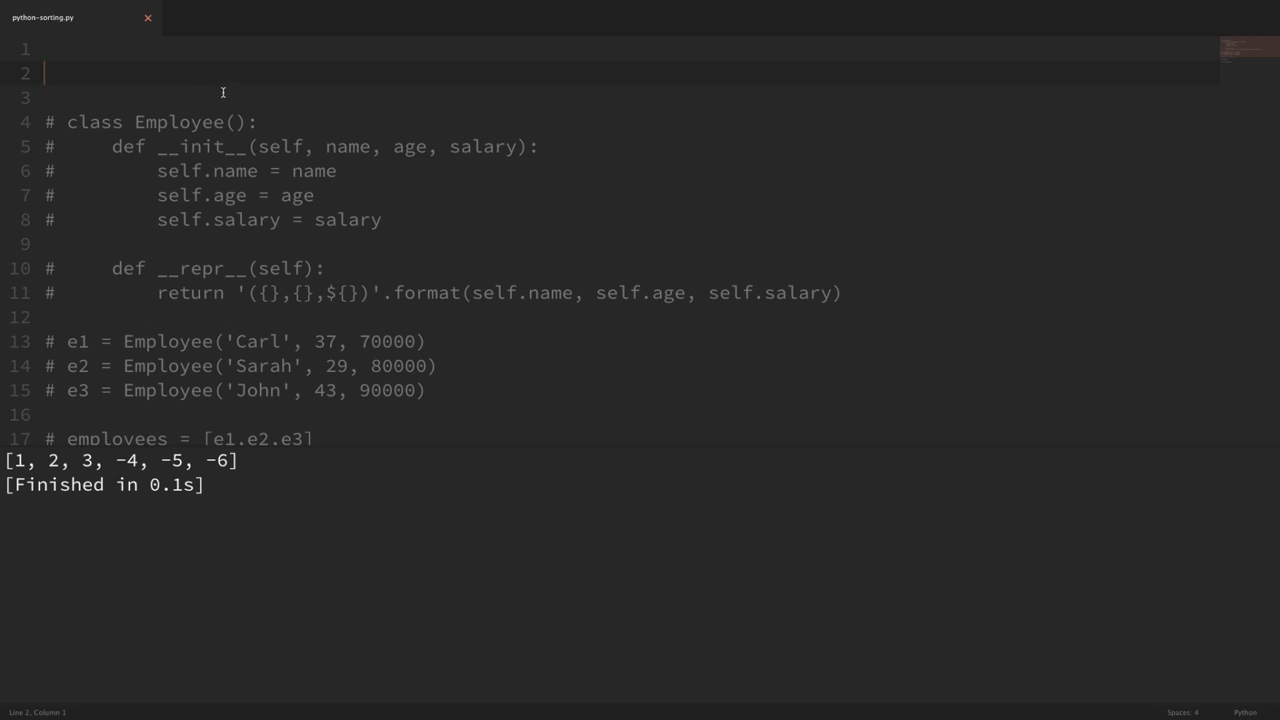 python-sorting.py ×
1
2
3
4 # class Employee():
5 #     def __init__(self, name, age, salary):
6 #         self.name = name
7 #         self.age = age
8 #         self.salary = salary
9
10 #     def __repr__(self):
11 #         return '({},{},${})'.format(self.name, self.age, self.salary)
12
13 # e1 = Employee('Carl', 37, 70000)
14 # e2 = Employee('Sarah', 29, 80000)
15 # e3 = Employee('John', 43, 90000)
16
17 # employees = [e1,e2,e3]
[1, 2, 3, -4, -5, -6]
[Finished in 0.1s]
Line 2, Column 1 Spaces: 4 Python